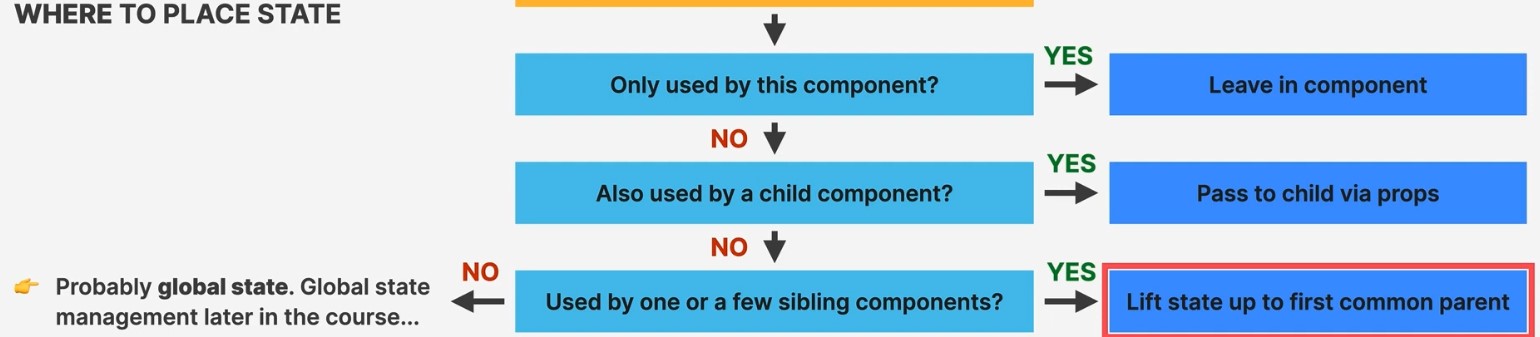 WHERE TO PLACE STATE
YES
Only used by this component?
Leave in component
NO
YES
Also used by a child component?
Pass to child via props
NO
NO
YES
👉 Probably global state. Global state
management later in the course...
Used by one or a few sibling components?
Lift state up to first common parent